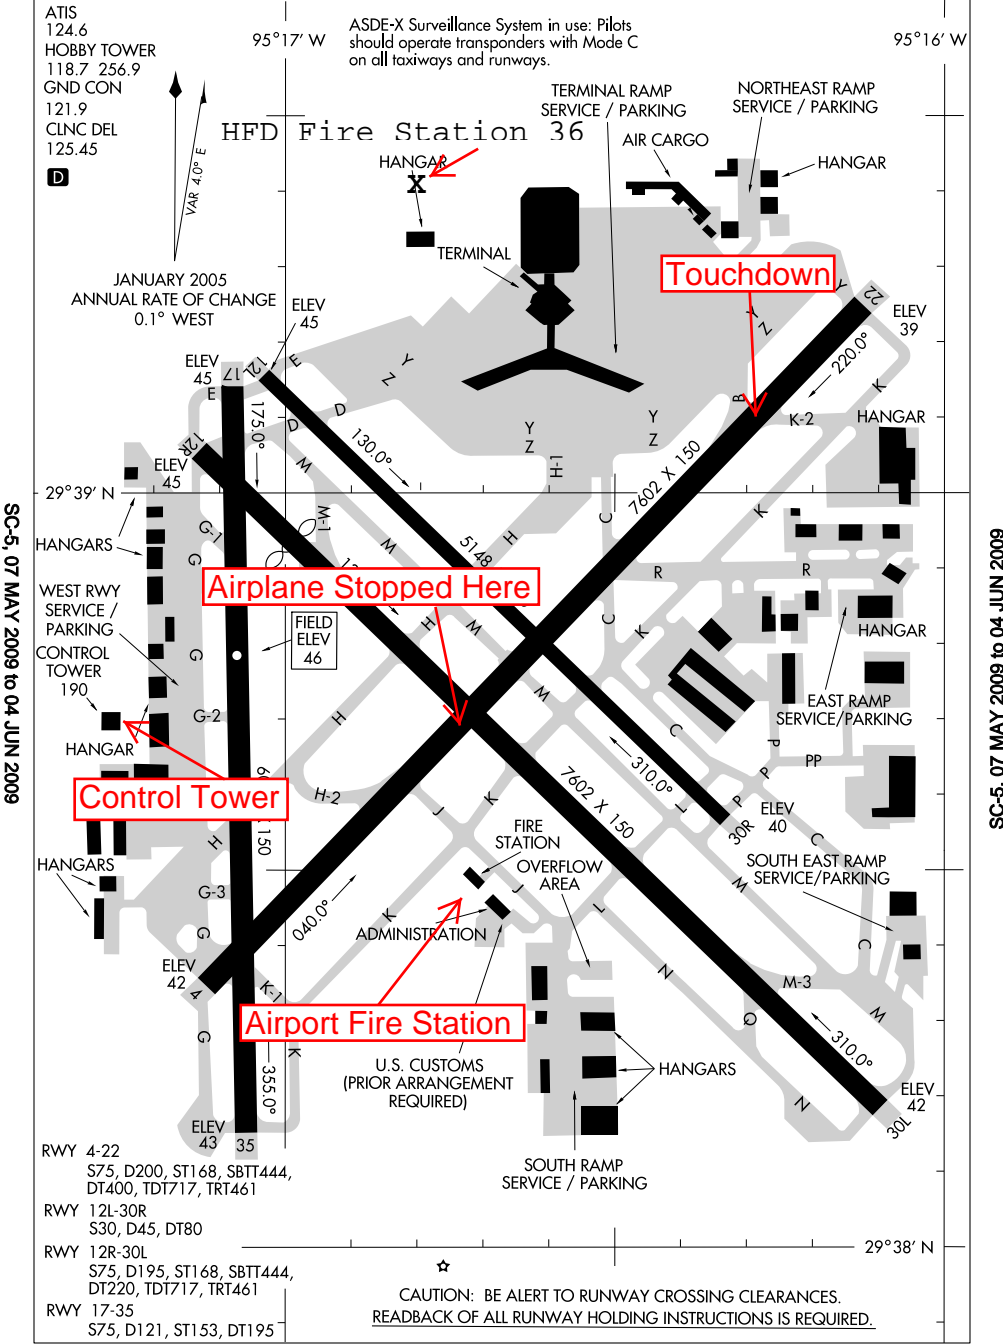 ATIS
124.6
HOBBY TOWER
118.7 256.9
GND CON
121.9
CLNC DEL
125.45
D
VAR 4.0° E
JANUARY 2005
ANNUAL RATE OF CHANGE
0.1° WEST
95°17' W
ASDE-X Surveillance System in use: Pilots
should operate transponders with Mode C
on all taxiways and runways.
95°16' W
HFD Fire Station 36
HANGAR
X
TERMINAL
TERMINAL RAMP
SERVICE / PARKING
AIR CARGO
NORTHEAST RAMP
SERVICE / PARKING
HANGAR
Touchdown
Y
22
ELEV
39
220.0°
Y
Z
K
B
K-2
HANGAR
ELEV
45
ELEV
45
17
12L
E
E
Y
Z
D
D
175.0°
130.0°
12R
ELEV
45
M
Y
Z
Y
Z
H-1
7602 X 150
29°39' N
G-1
M-1
M
H
5148
C
K
HANGARS
G
R
R
WEST RWY
SERVICE /
PARKING
Airplane Stopped Here
FIELD
ELEV
46
H
M
C
K
HANGAR
CONTROL
TOWER
190
G
M
EAST RAMP
SERVICE/PARKING
G-2
H
C
P
PP
HANGAR
310.0°
P
Control Tower
H-2
7602 X 150
L
P
30R
ELEV
40
C
K
J
150
H
FIRE
STATION
OVERFLOW
AREA
SOUTH EAST RAMP
SERVICE/PARKING
HANGARS
G-3
J
M
L
040.0°
K
ADMINISTRATION
G
C
ELEV
42
4
K-1
N
M-3
Airport Fire Station
M
Q
G
K
310.0°
U.S. CUSTOMS
(PRIOR ARRANGEMENT
REQUIRED)
HANGARS
355.0°
N
ELEV
42
30L
ELEV
43
35
SOUTH RAMP
SERVICE / PARKING
RWY 4-22
S75, D200, ST168, SBTT444,
DT400, TDT717, TRT461
RWY 12L-30R
S30, D45, DT80
RWY 12R-30L
S75, D195, ST168, SBTT444,
DT220, TDT717, TRT461
RWY 17-35
S75, D121, ST153, DT195
29°38' N
CAUTION: BE ALERT TO RUNWAY CROSSING CLEARANCES.
READBACK OF ALL RUNWAY HOLDING INSTRUCTIONS IS REQUIRED.
SC-5, 07 MAY 2009 to 04 JUN 2009
SC-5, 07 MAY 2009 to 04 JUN 2009